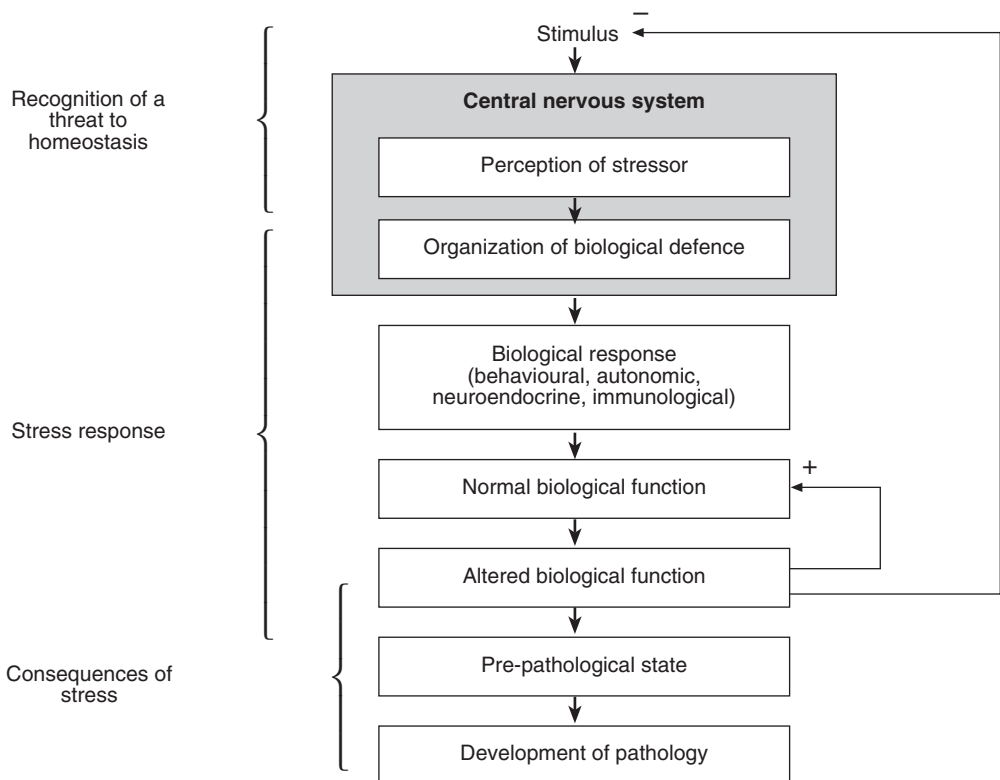 Stimulus
−
Recognition of a
threat to
homeostasis
Central nervous system
Perception of stressor
Organization of biological defence
Stress response
Biological response
(behavioural, autonomic,
neuroendocrine, immunological)
Normal biological function
+
Altered biological function
Consequences of
stress
Pre-pathological state
Development of pathology